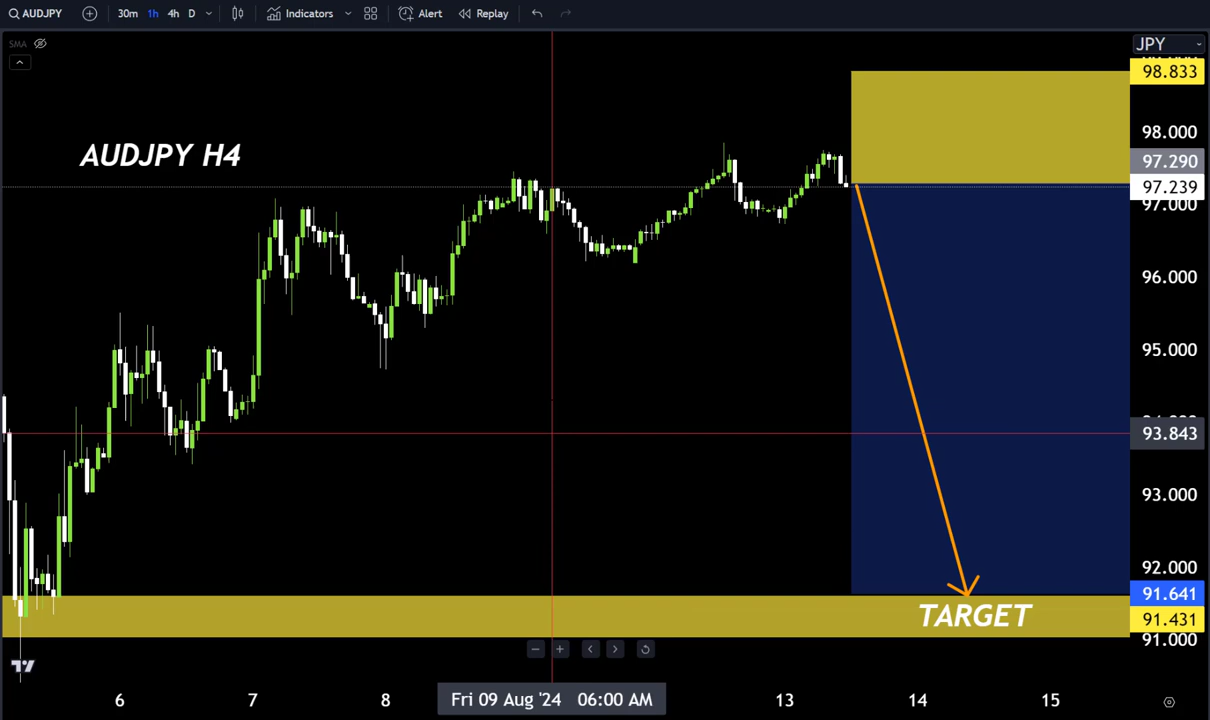 AUDJPY 30m 1h 4h D Indicators Alert Replay
SMA
JPY
98.833
AUDJPY H4
98.000
97.290
97.239
97.000
96.000
95.000
93.843
93.000
92.000
91.641
TARGET
91.431
91.000
6 7 8 Fri 09 Aug '24 06:00 AM 13 14 15